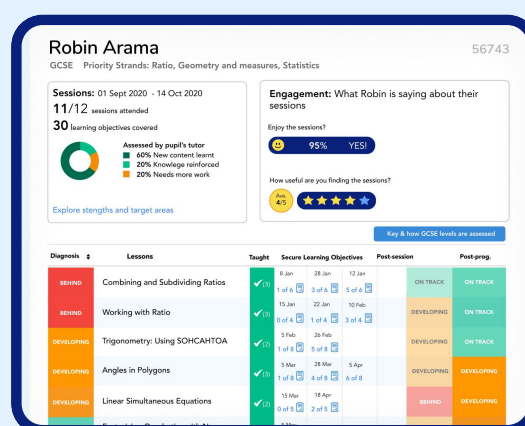 Robin Arama
56743
GCSE Priority Strands: Ratio, Geometry and measures, Statistics
Sessions: 01 Sept 2020 - 14 Oct 2020
11/12 sessions attended
30 learning objectives covered
Assessed by pupil's tutor
60% New content learnt
20% Knowlege reinforced
20% Needs more work
Explore stengths and target areas
Engagement: What Robin is saying about their
sessions
Enjoy the sessions?
95% YES!
How useful are you finding the sessions?
Ave.
4/5
Key & how GCSE levels are assessed
Diagnosis Lessons Taught Secure Learning Objectives Post-session Post-prog.
8 Jan 28 Jan 12 Jan
BEHIND Combining and Subdividing Ratios (3) ON TRACK ON TRACK
1 of 6 3 of 6 5 of 6
15 Jan 22 Jan 10 Feb
BEHIND Working with Ratio (3) DEVELOPING ON TRACK
0 of 4 1 of 4 3 of 4
5 Feb 26 Feb
DEVELOPING Trigonometry: Using SOHCAHTOA (2) DEVELOPING ON TRACK
1 of 8 5 of 8
5 Mar 28 Mar 5 Apr
DEVELOPING Angles in Polygons (3) DEVELOPING DEVELOPING
1 of 8 4 of 8 6 of 8
15 Mar 18 Apr
DEVELOPING Linear Simultaneous Equations (2) BEHIND DEVELOPING
0 of 5 2 of 5